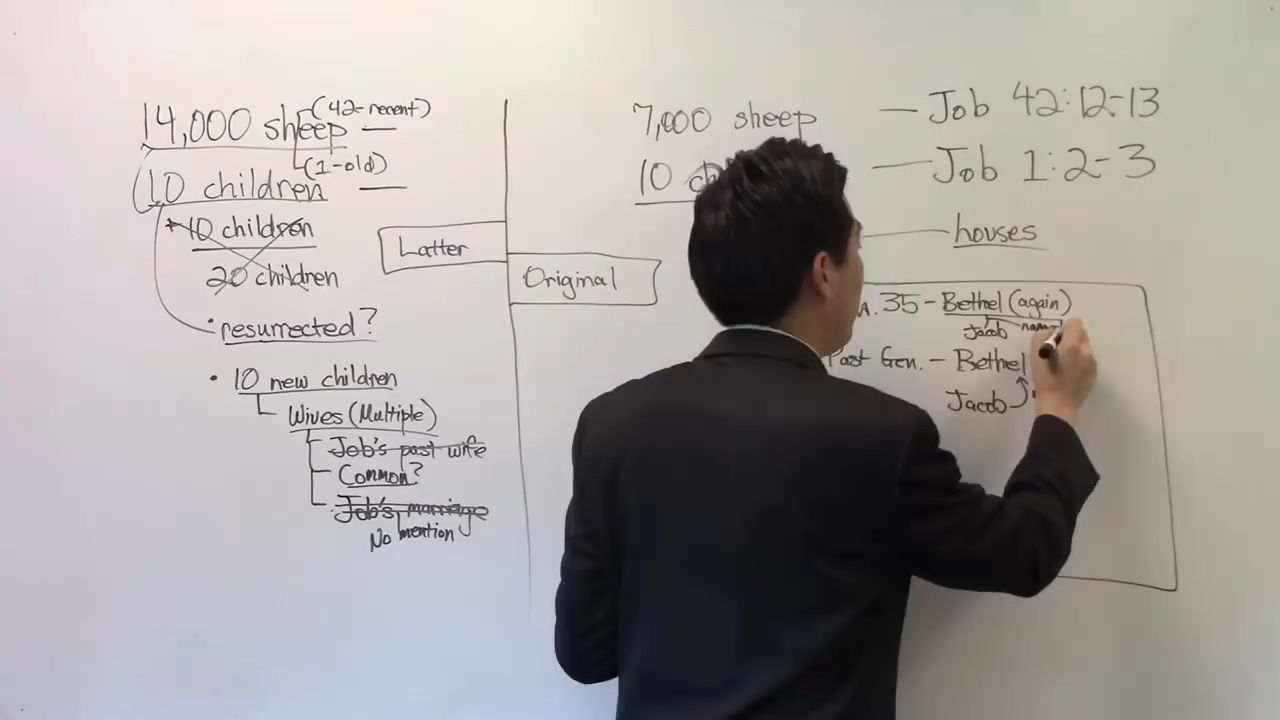 14,000 sheep
(42-recent)
(1-old)
(10 children
10 children
20 children
resurrected?
10 new children
Wives (Multiple)
Job's past wife
Common?
Job's marriage
No mention
Latter
Original
7,000 sheep
10
Job 42:12-13
Job 1:2-3
houses
35 - Bethel (again)
Jacob
Past Gen. - Bethel
Jacob